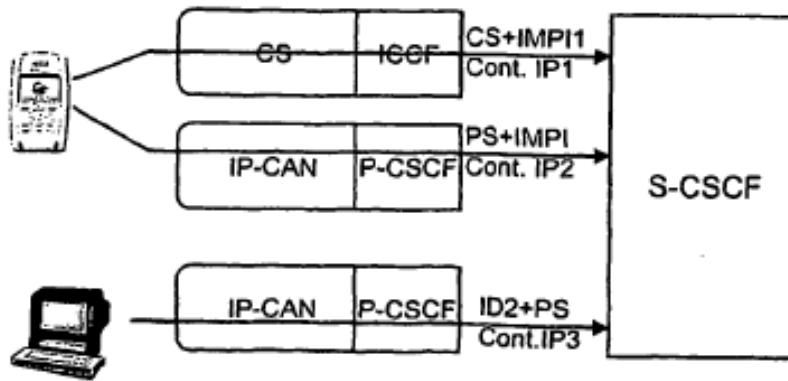 CS ICCF CS+IMPI1
Cont. IP1
PS+IMPI
IP-CAN P-CSCF Cont. IP2
S-CSCF
IP-CAN P-CSCF ID2+PS
Cont.IP3